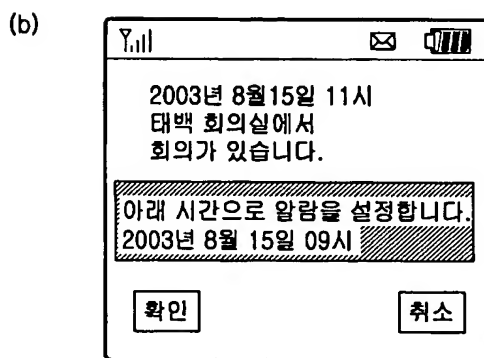 (b)
2003년 8월15일 11시
태백 회의실에서
회의가 있습니다.
아래 시간으로 알람을 설정합니다.
2003년 8월 15일 09시
확인
취소